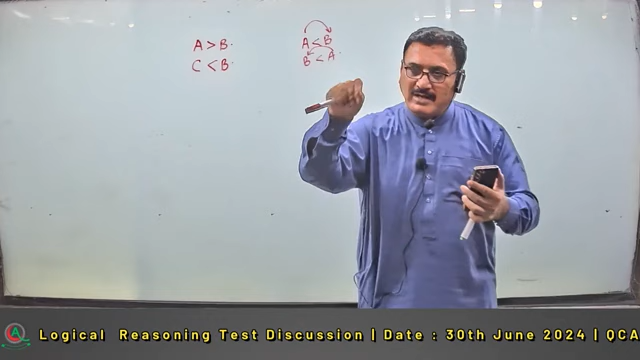 A > B.
C < B.
A < B
B < A.
A
Logical Reasoning Test Discussion | Date : 30th June 2024 | QCA